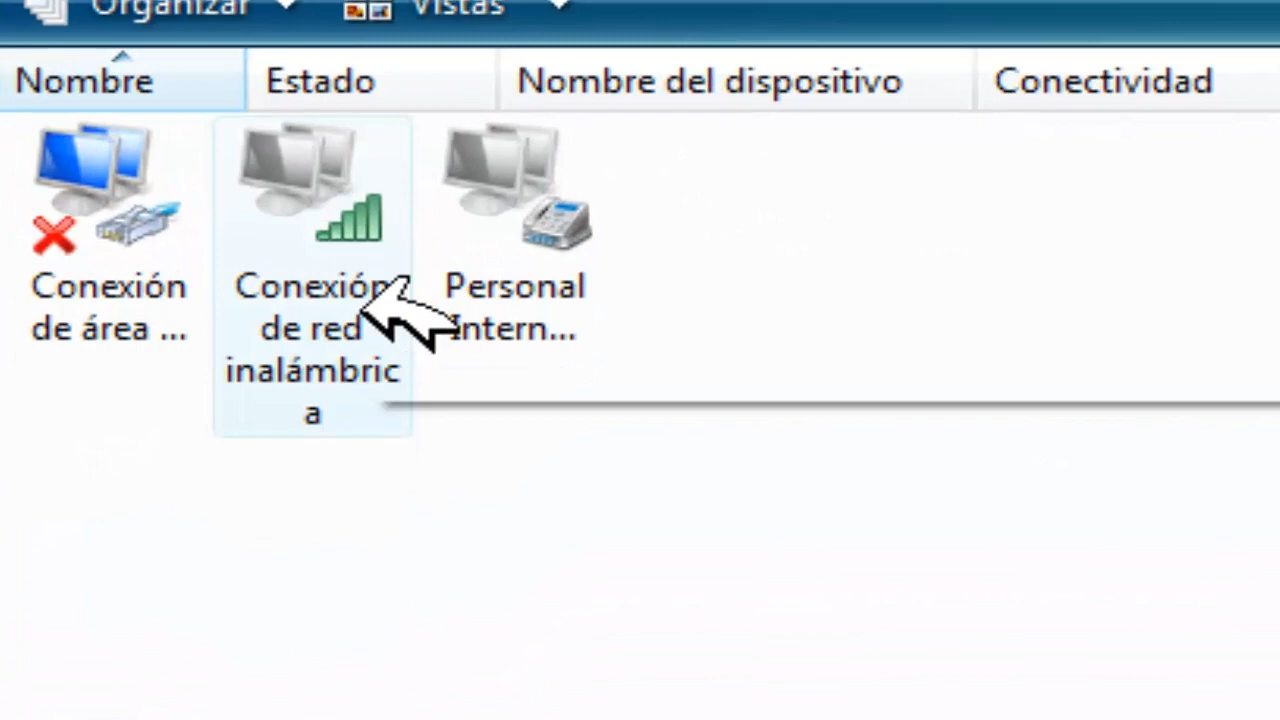 Organizar Vistas
Nombre Estado Nombre del dispositivo Conectividad
Conexión
de área ...
Conexión
de red
inalámbric
a
Personal
Intern...